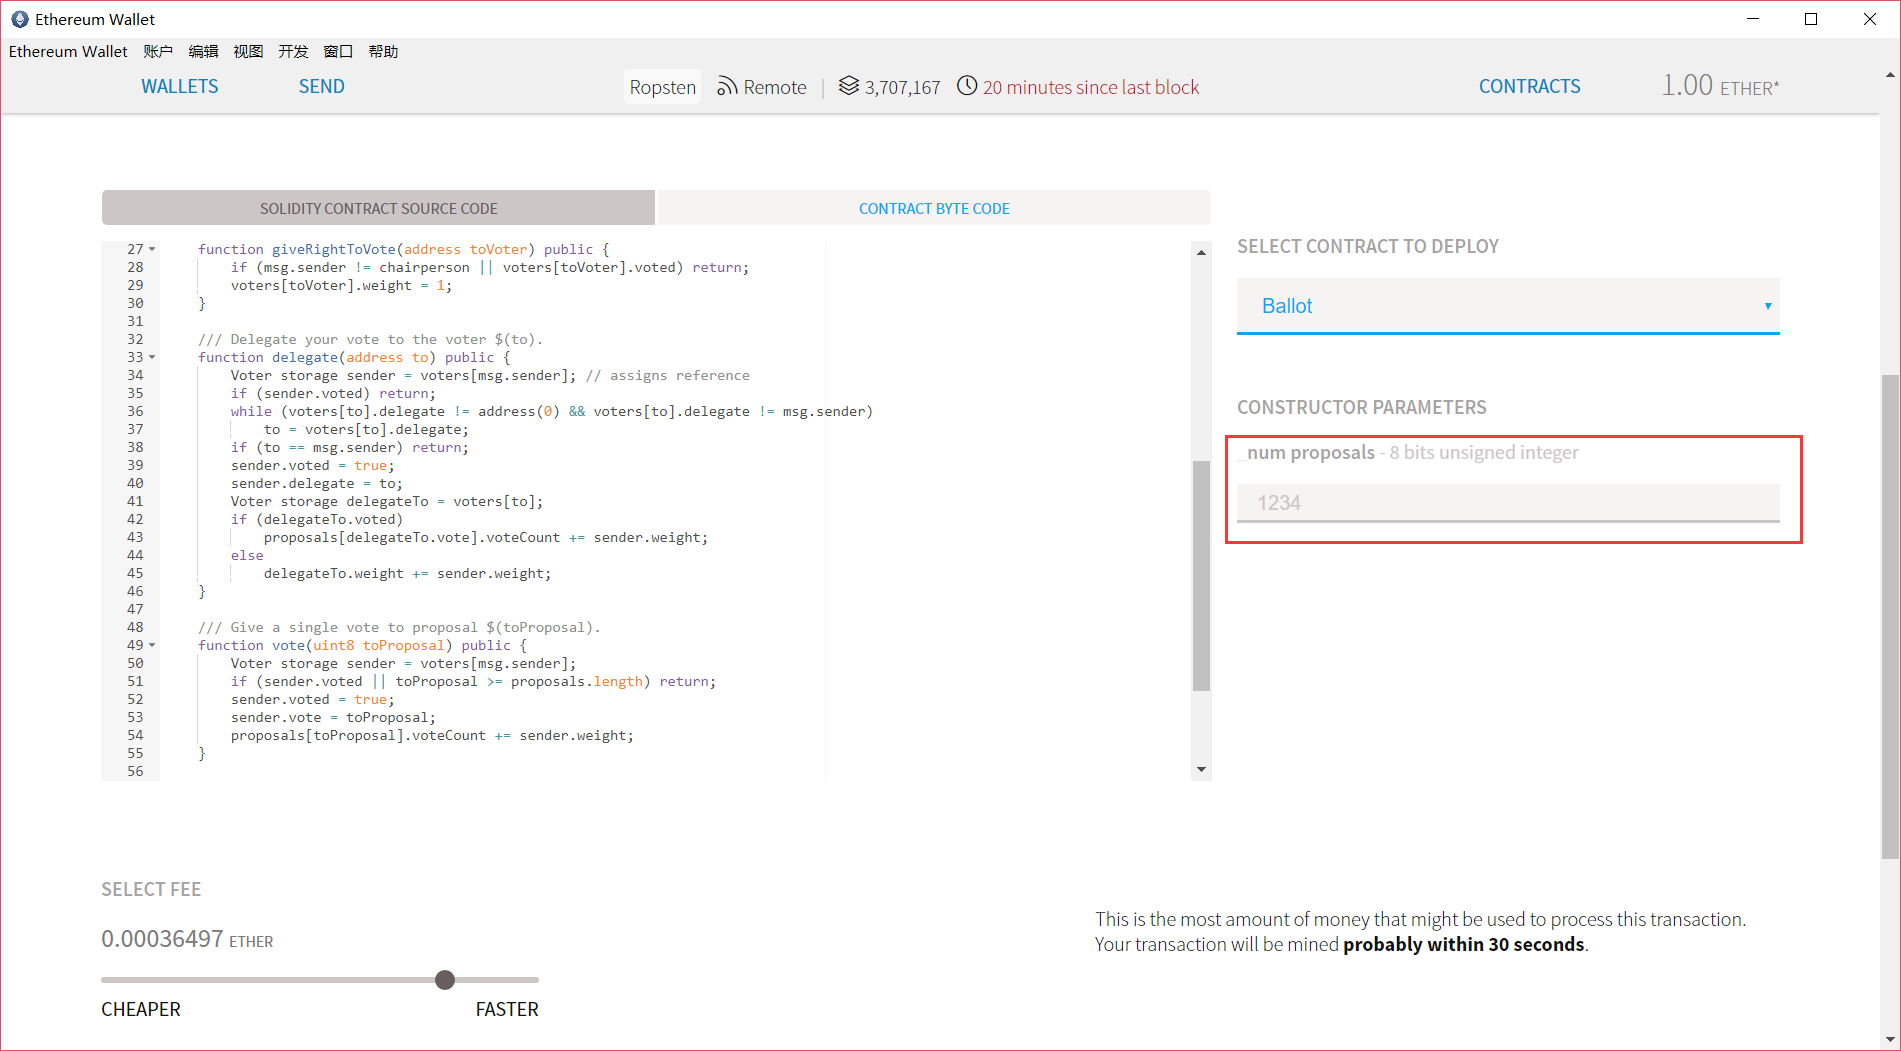 Ethereum Wallet
Ethereum Wallet 账户 编辑 视图 开发 窗口 帮助
WALLETS SEND Ropsten Remote | 3,707,167 20 minutes since last block CONTRACTS 1.00 ETHER*
SOLIDITY CONTRACT SOURCE CODE CONTRACT BYTE CODE
27 function giveRightToVote(address toVoter) public {
28 if (msg.sender != chairperson || voters[toVoter].voted) return;
29 voters[toVoter].weight = 1;
30 }
31
32 /// Delegate your vote to the voter $(to).
33 function delegate(address to) public {
34 Voter storage sender = voters[msg.sender]; // assigns reference
35 if (sender.voted) return;
36 while (voters[to].delegate != address(0) && voters[to].delegate != msg.sender)
37 to = voters[to].delegate;
38 if (to == msg.sender) return;
39 sender.voted = true;
40 sender.delegate = to;
41 Voter storage delegateTo = voters[to];
42 if (delegateTo.voted)
43 proposals[delegateTo.vote].voteCount += sender.weight;
44 else
45 delegateTo.weight += sender.weight;
46 }
47
48 /// Give a single vote to proposal $(toProposal).
49 function vote(uint8 toProposal) public {
50 Voter storage sender = voters[msg.sender];
51 if (sender.voted || toProposal >= proposals.length) return;
52 sender.voted = true;
53 sender.vote = toProposal;
54 proposals[toProposal].voteCount += sender.weight;
55 }
56
SELECT CONTRACT TO DEPLOY
Ballot
CONSTRUCTOR PARAMETERS
_num proposals - 8 bits unsigned integer
1234
SELECT FEE
0.00036497 ETHER
CHEAPER FASTER
This is the most amount of money that might be used to process this transaction.
Your transaction will be mined probably within 30 seconds.